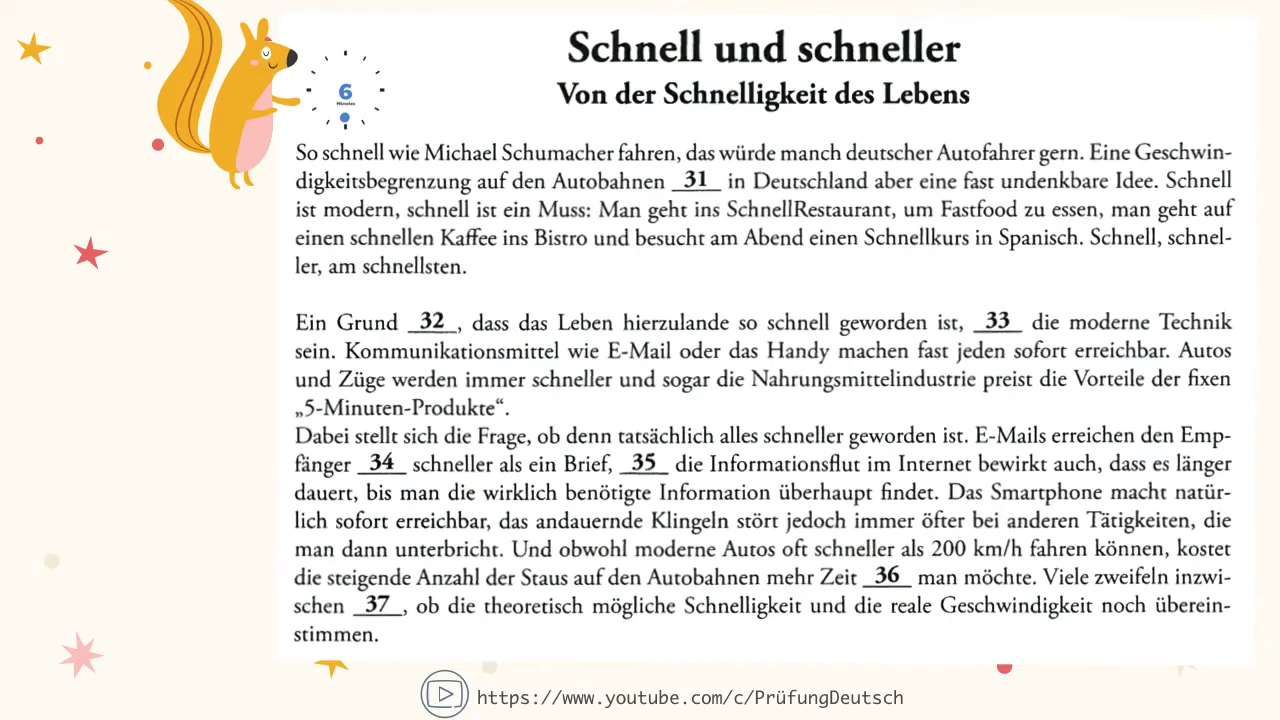 Schnell und schneller
Von der Schnelligkeit des Lebens
6
Minutes
So schnell wie Michael Schumacher fahren, das würde manch deutscher Autofahrer gern. Eine Geschwin-
digkeitsbegrenzung auf den Autobahnen __31__ in Deutschland aber eine fast undenkbare Idee. Schnell
ist modern, schnell ist ein Muss: Man geht ins SchnellRestaurant, um Fastfood zu essen, man geht auf
einen schnellen Kaffee ins Bistro und besucht am Abend einen Schnellkurs in Spanisch. Schnell, schnel-
ler, am schnellsten.
Ein Grund __32__, dass das Leben hierzulande so schnell geworden ist, __33__ die moderne Technik
sein. Kommunikationsmittel wie E-Mail oder das Handy machen fast jeden sofort erreichbar. Autos
und Züge werden immer schneller und sogar die Nahrungsmittelindustrie preist die Vorteile der fixen
„5-Minuten-Produkte“.
Dabei stellt sich die Frage, ob denn tatsächlich alles schneller geworden ist. E-Mails erreichen den Emp-
fänger __34__ schneller als ein Brief, __35__ die Informationsflut im Internet bewirkt auch, dass es länger
dauert, bis man die wirklich benötigte Information überhaupt findet. Das Smartphone macht natür-
lich sofort erreichbar, das andauernde Klingeln stört jedoch immer öfter bei anderen Tätigkeiten, die
man dann unterbricht. Und obwohl moderne Autos oft schneller als 200 km/h fahren können, kostet
die steigende Anzahl der Staus auf den Autobahnen mehr Zeit __36__ man möchte. Viele zweifeln inzwi-
schen __37__, ob die theoretisch mögliche Schnelligkeit und die reale Geschwindigkeit noch überein-
stimmen.
https://www.youtube.com/c/PrüfungDeutsch